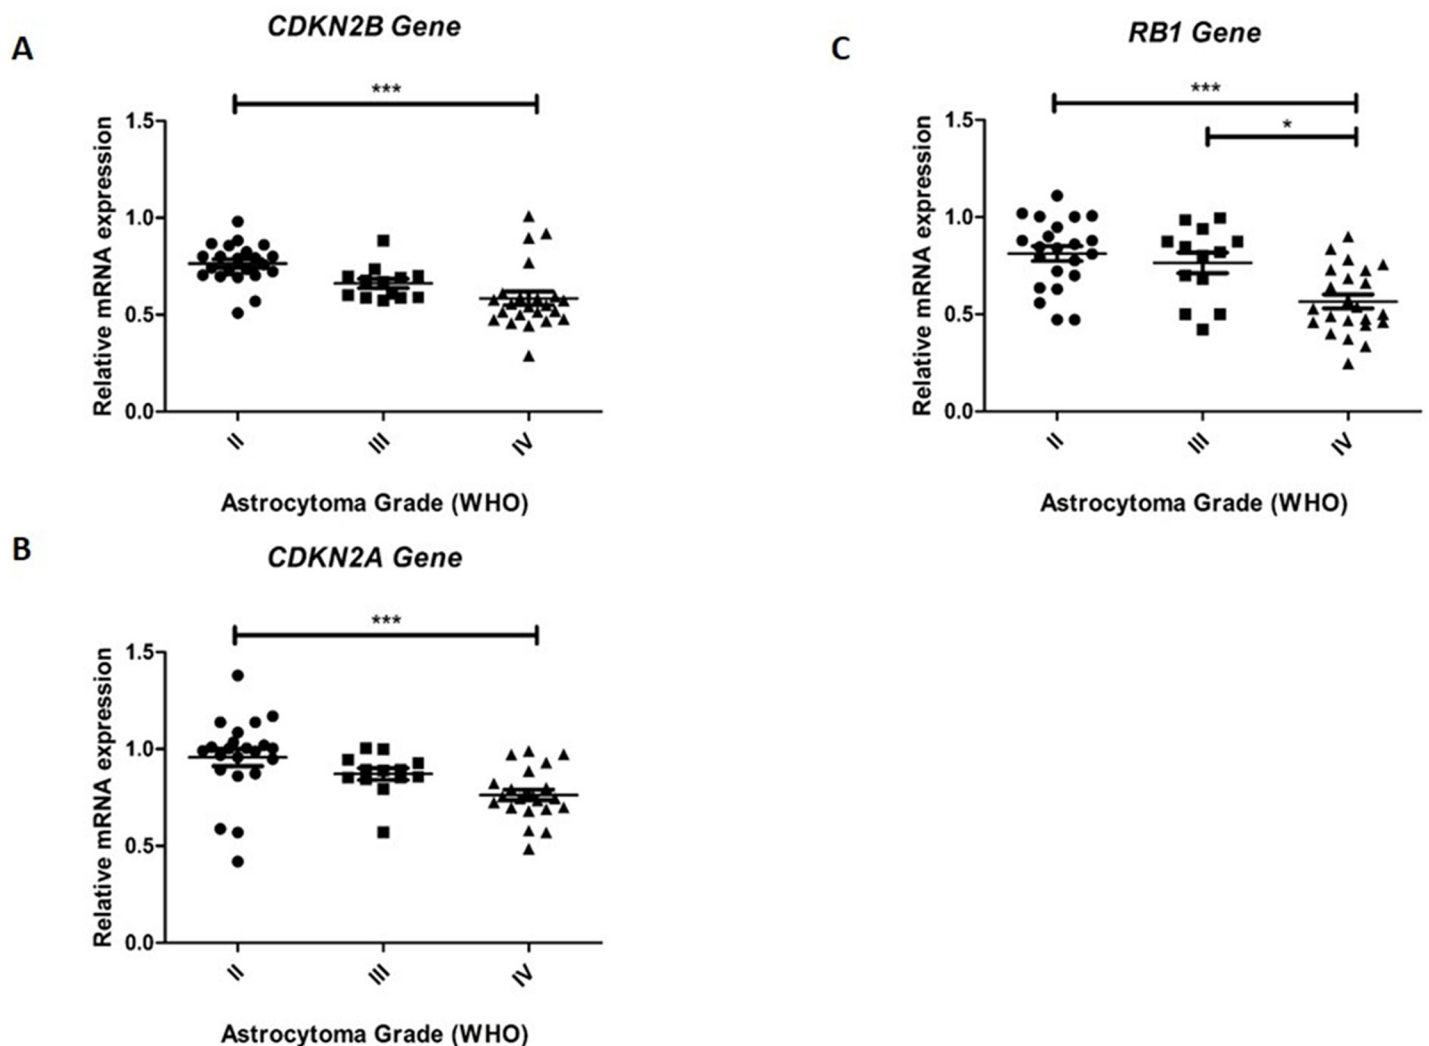 A
CDKN2B Gene
***
Relative mRNA expression
1.5
1.0
0.5
0.0
II
III
IV
Astrocytoma Grade (WHO)
B
CDKN2A Gene
***
Relative mRNA expression
1.5
1.0
0.5
0.0
II
III
IV
Astrocytoma Grade (WHO)
C
RB1 Gene
***
*
Relative mRNA expression
1.5
1.0
0.5
0.0
II
III
IV
Astrocytoma Grade (WHO)